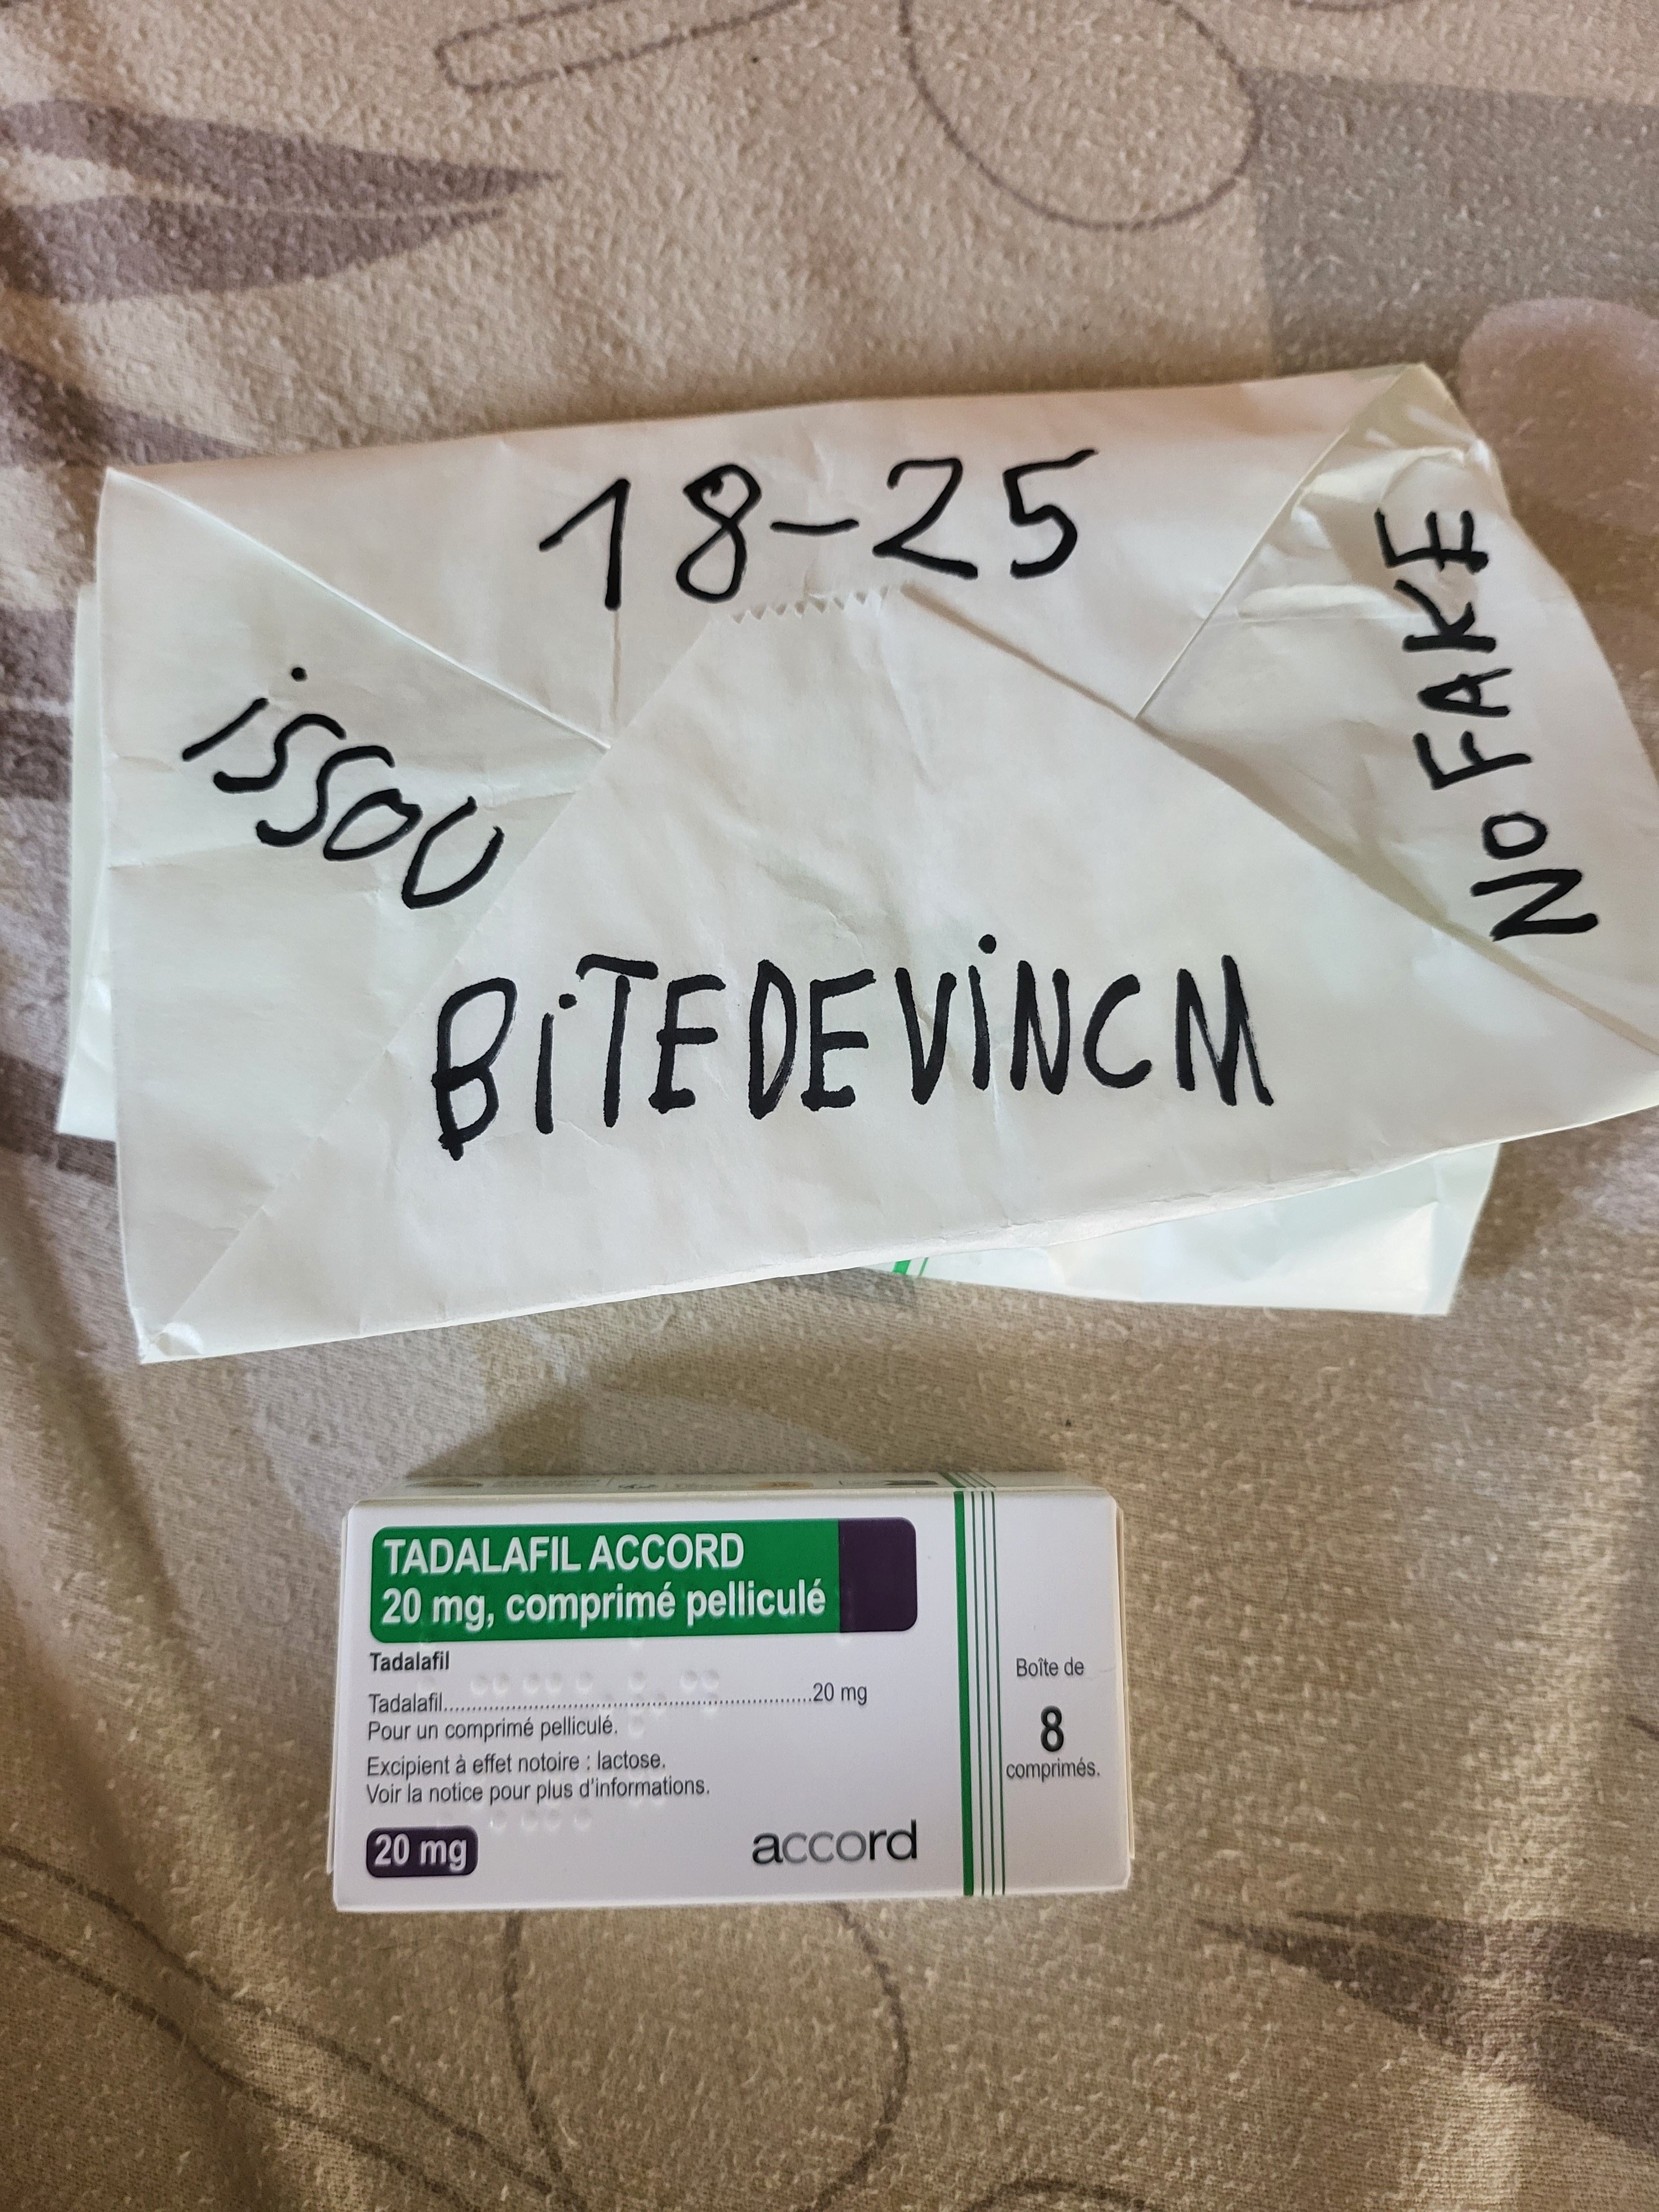 18-25
issou
NO FAKE
BiTEDEViNCM
TADALAFIL ACCORD
20 mg, comprimé pelliculé
Tadalafil
Tadalafil......................................................................20 mg
Pour un comprimé pelliculé.
Excipient à effet notoire : lactose.
Voir la notice pour plus d'informations.
20 mg
accord
Boîte de
8
comprimés.